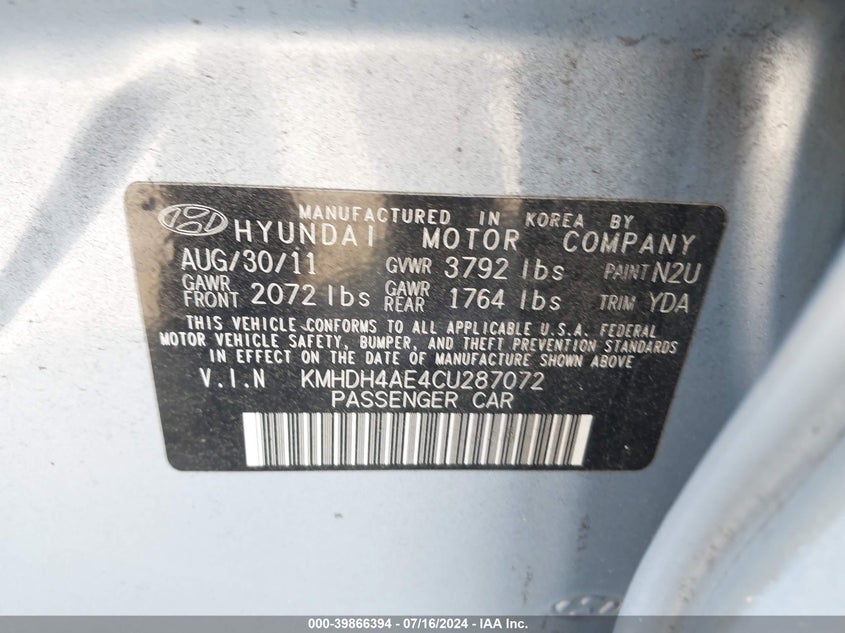 MANUFACTURED IN KOREA BY
HYUNDAI MOTOR COMPANY
AUG/30/11 GVWR 3792 lbs PAINT N2U
GAWR FRONT 2072 lbs GAWR REAR 1764 lbs TRIM YDA
THIS VEHICLE CONFORMS TO ALL APPLICABLE U.S.A. FEDERAL
MOTOR VEHICLE SAFETY, BUMPER, AND THEFT PREVENTION STANDARDS
IN EFFECT ON THE DATE OF MANUFACTURE SHOWN ABOVE
V.I.N KMHDH4AE4CU287072
PASSENGER CAR
000-39866394 - 07/16/2024 - IAA Inc.